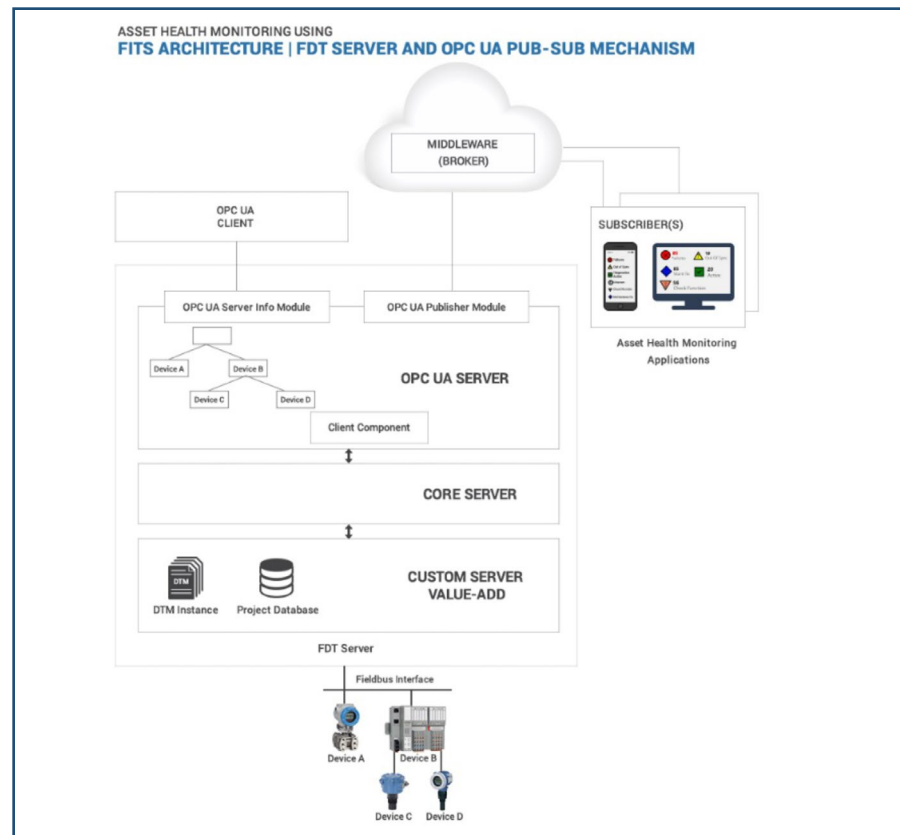 ASSET HEALTH MONITORING USING
FITS ARCHITECTURE | FDT SERVER AND OPC UA PUB-SUB MECHANISM
MIDDLEWARE
(BROKER)
OPC UA
CLIENT
SUBSCRIBER(S)
Asset Health Monitoring
Applications
OPC UA Server Info Module
OPC UA Publisher Module
Device A
Device B
Device C
Device D
OPC UA SERVER
Client Component
CORE SERVER
CUSTOM SERVER
VALUE-ADD
DTM
DTM Instance
Project Database
FDT Server
Fieldbus Interface
Device A
Device B
Device C
Device D